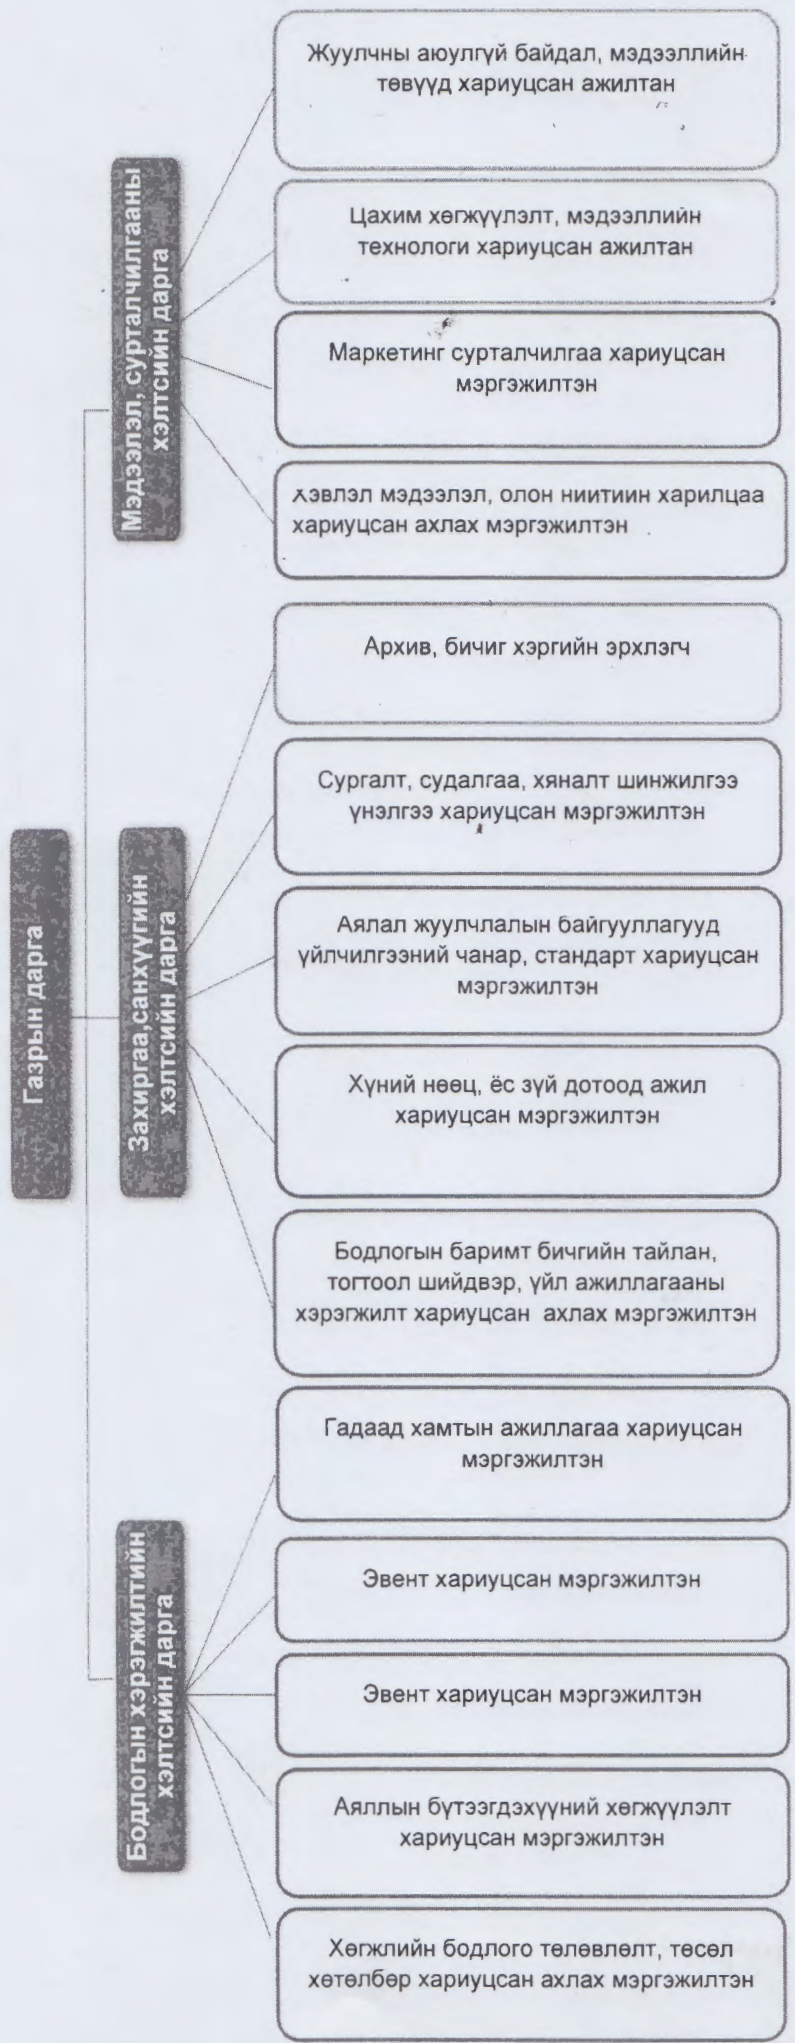 Газрын дарга
Мэдээлэл, сурталчилгааны
хэлтсийн дарга
Жуулчны аюулгүй байдал, мэдээллийн
төвүүд хариуцсан ажилтан
Цахим хөгжүүлэлт, мэдээллийн
технологи хариуцсан ажилтан
Маркетинг сурталчилгаа хариуцсан
мэргэжилтэн
Хэвлэл мэдээлэл, олон ниитиин харилцаа
хариуцсан ахлах мэргэжилтэн
Захиргаа,санхүүгийн
хэлтсийн дарга
Архив, бичиг хэргийн эрхлэгч
Сургалт, судалгаа, хяналт шинжилгээ
үнэлгээ хариуцсан мэргэжилтэн
Аялал жуулчлалын байгууллагууд
үйлчилгээний чанар, стандарт хариуцсан
мэргэжилтэн
Хүний нөөц, ёс зүй дотоод ажил
хариуцсан мэргэжилтэн
Бодлогын баримт бичгийн тайлан,
тогтоол шийдвэр, үйл ажиллагааны
хэрэгжилт хариуцсан ахлах мэргэжилтэн
Бодлогын хэрэгжилтийн
хэлтсийн дарга
Гадаад хамтын ажиллагаа хариуцсан
мэргэжилтэн
Эвент хариуцсан мэргэжилтэн
Эвент хариуцсан мэргэжилтэн
Аяллын бүтээгдэхүүний хөгжүүлэлт
хариуцсан мэргэжилтэн
Хөгжлийн бодлого төлөвлөлт, төсөл
хөтөлбөр хариуцсан ахлах мэргэжилтэн